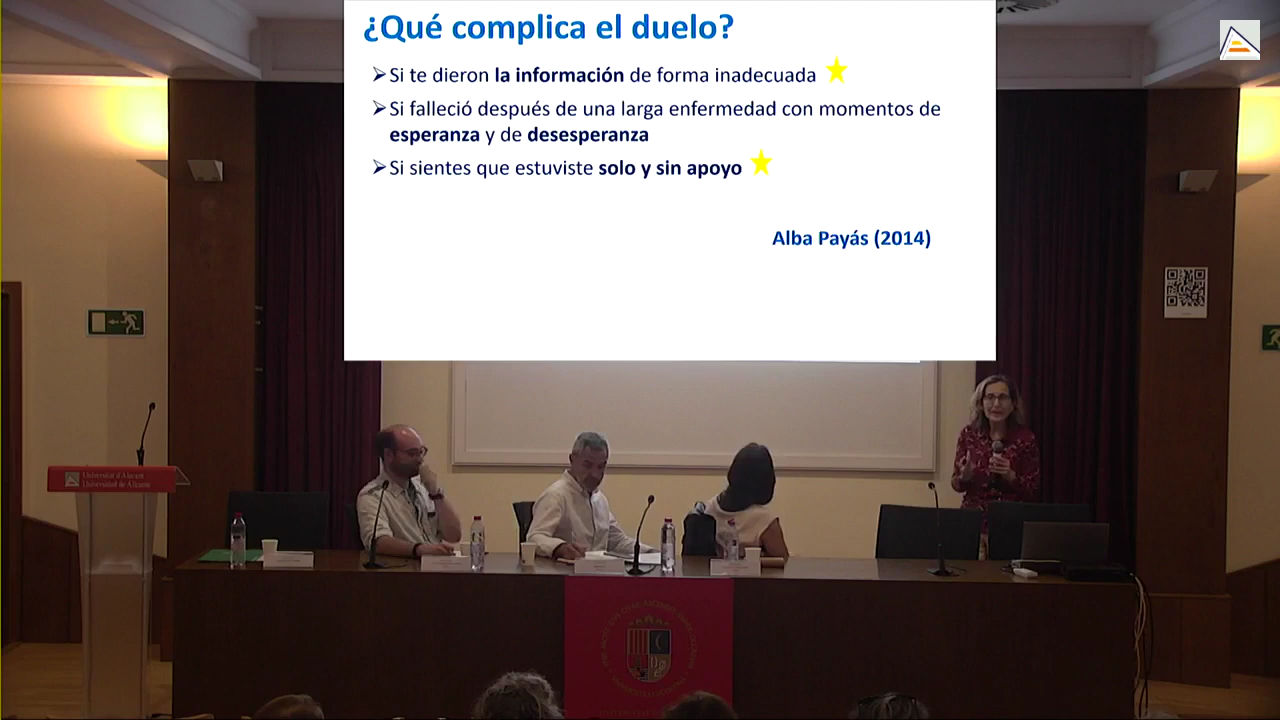 ¿Qué complica el duelo?
Si te dieron la información de forma inadecuada
Si falleció después de una larga enfermedad con momentos de
esperanza y de desesperanza
Si sientes que estuviste solo y sin apoyo
Alba Payás (2014)
Universitat d'Alacant
Universidad de Alicante